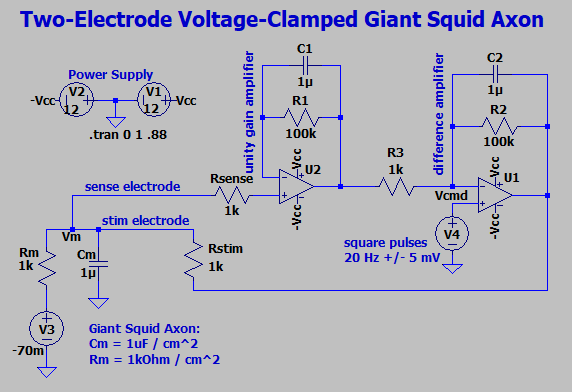 Two-Electrode Voltage-Clamped Giant Squid Axon
Power Supply
-Vcc
V2
12
V1
12
Vcc
.tran 0 1 .88
unity gain amplifier
C1
1µ
R1
100k
Vcc
U2
-Vcc
difference amplifier
C2
1µ
R2
100k
R3
1k
Vcc
U1
-Vcc
Vcmd
V4
square pulses
20 Hz +/- 5 mV
sense electrode
Rsense
1k
stim electrode
Vm
Rm
1k
Cm
1µ
Rstim
1k
V3
-70m
Giant Squid Axon:
Cm = 1uF / cm^2
Rm = 1kOhm / cm^2